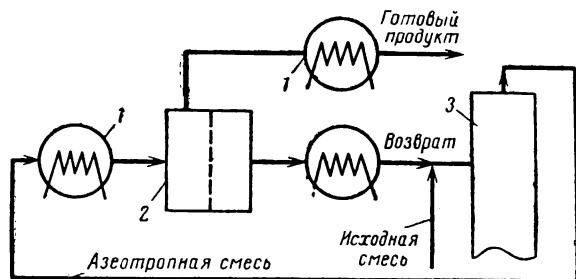 Готовый
продукт
1
3
1
Возврат
2
Исходная
смесь
Азеотропная смесь